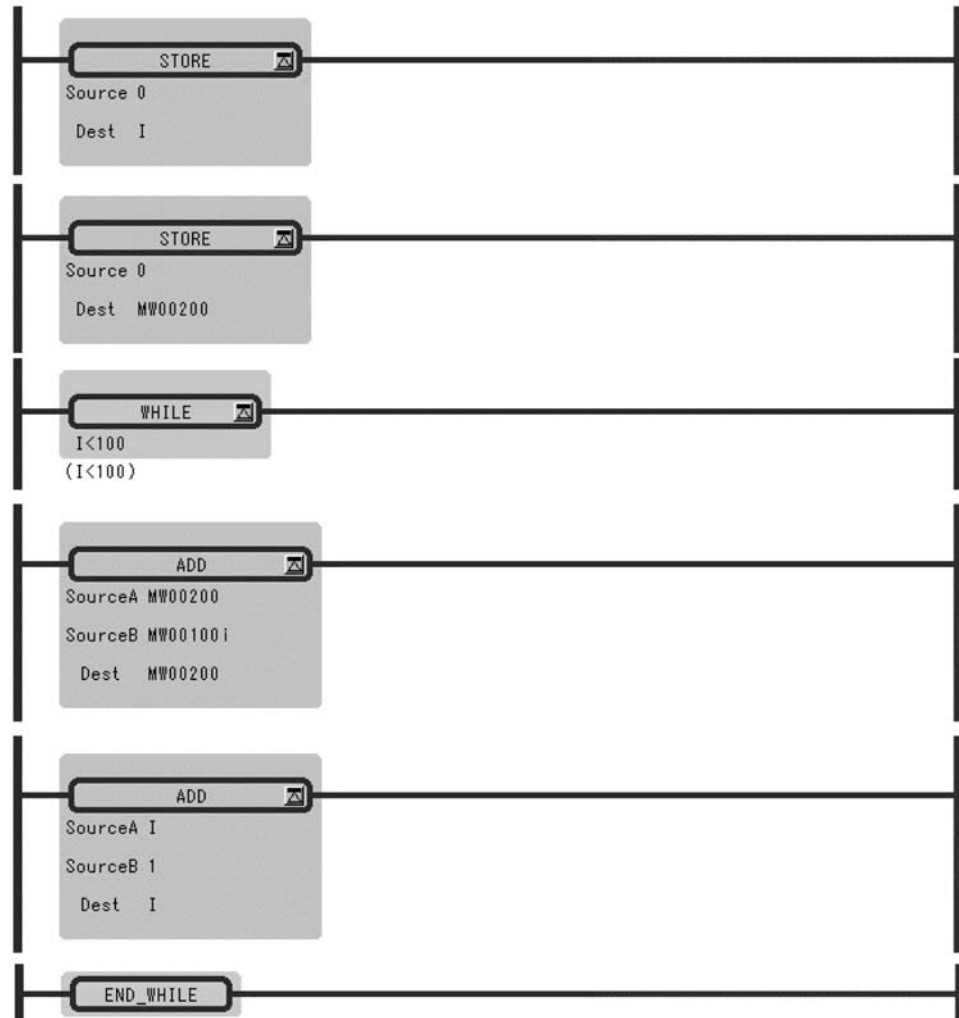 STORE
Source 0
Dest I
STORE
Source 0
Dest MW00200
WHILE
I<100
(I<100)
ADD
SourceA MW00200
SourceB MW00100i
Dest MW00200
ADD
SourceA I
SourceB 1
Dest I
END_WHILE